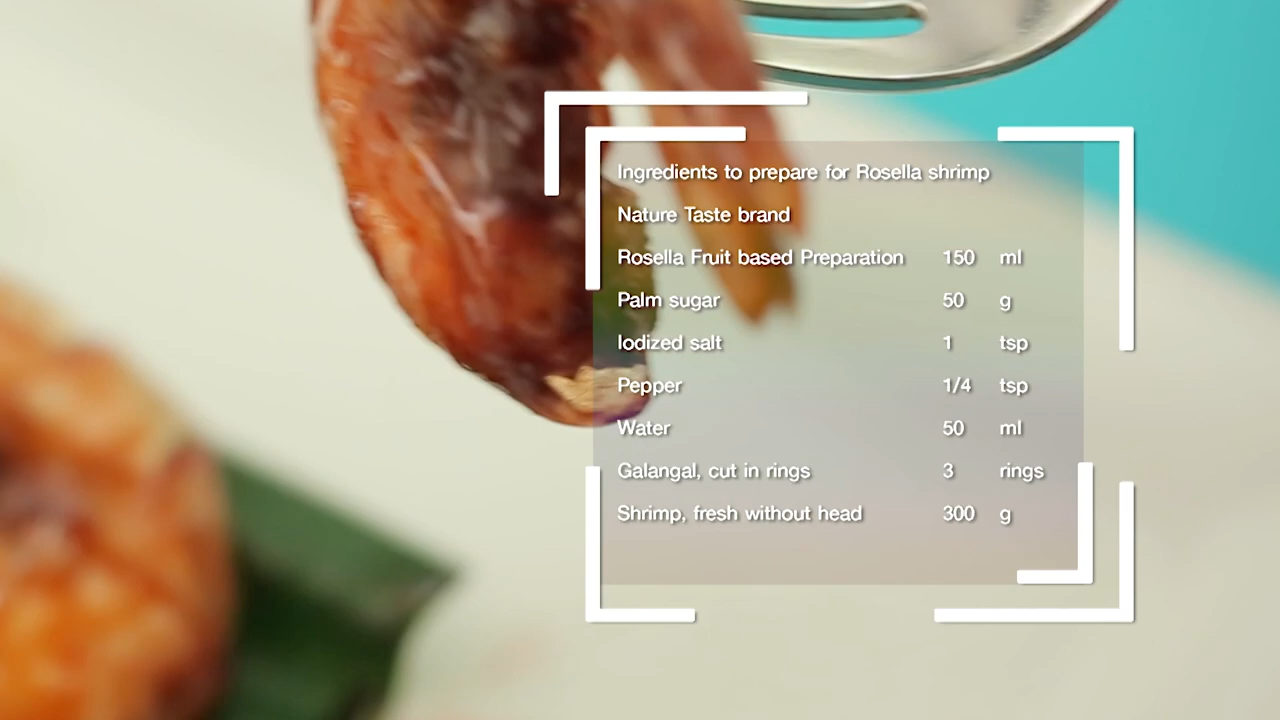 Ingredients to prepare for Rosella shrimp
Nature Taste brand
Rosella Fruit based Preparation 150 ml
Palm sugar 50 g
Iodized salt 1 tsp
Pepper 1/4 tsp
Water 50 ml
Galangal, cut in rings 3 rings
Shrimp, fresh without head 300 g